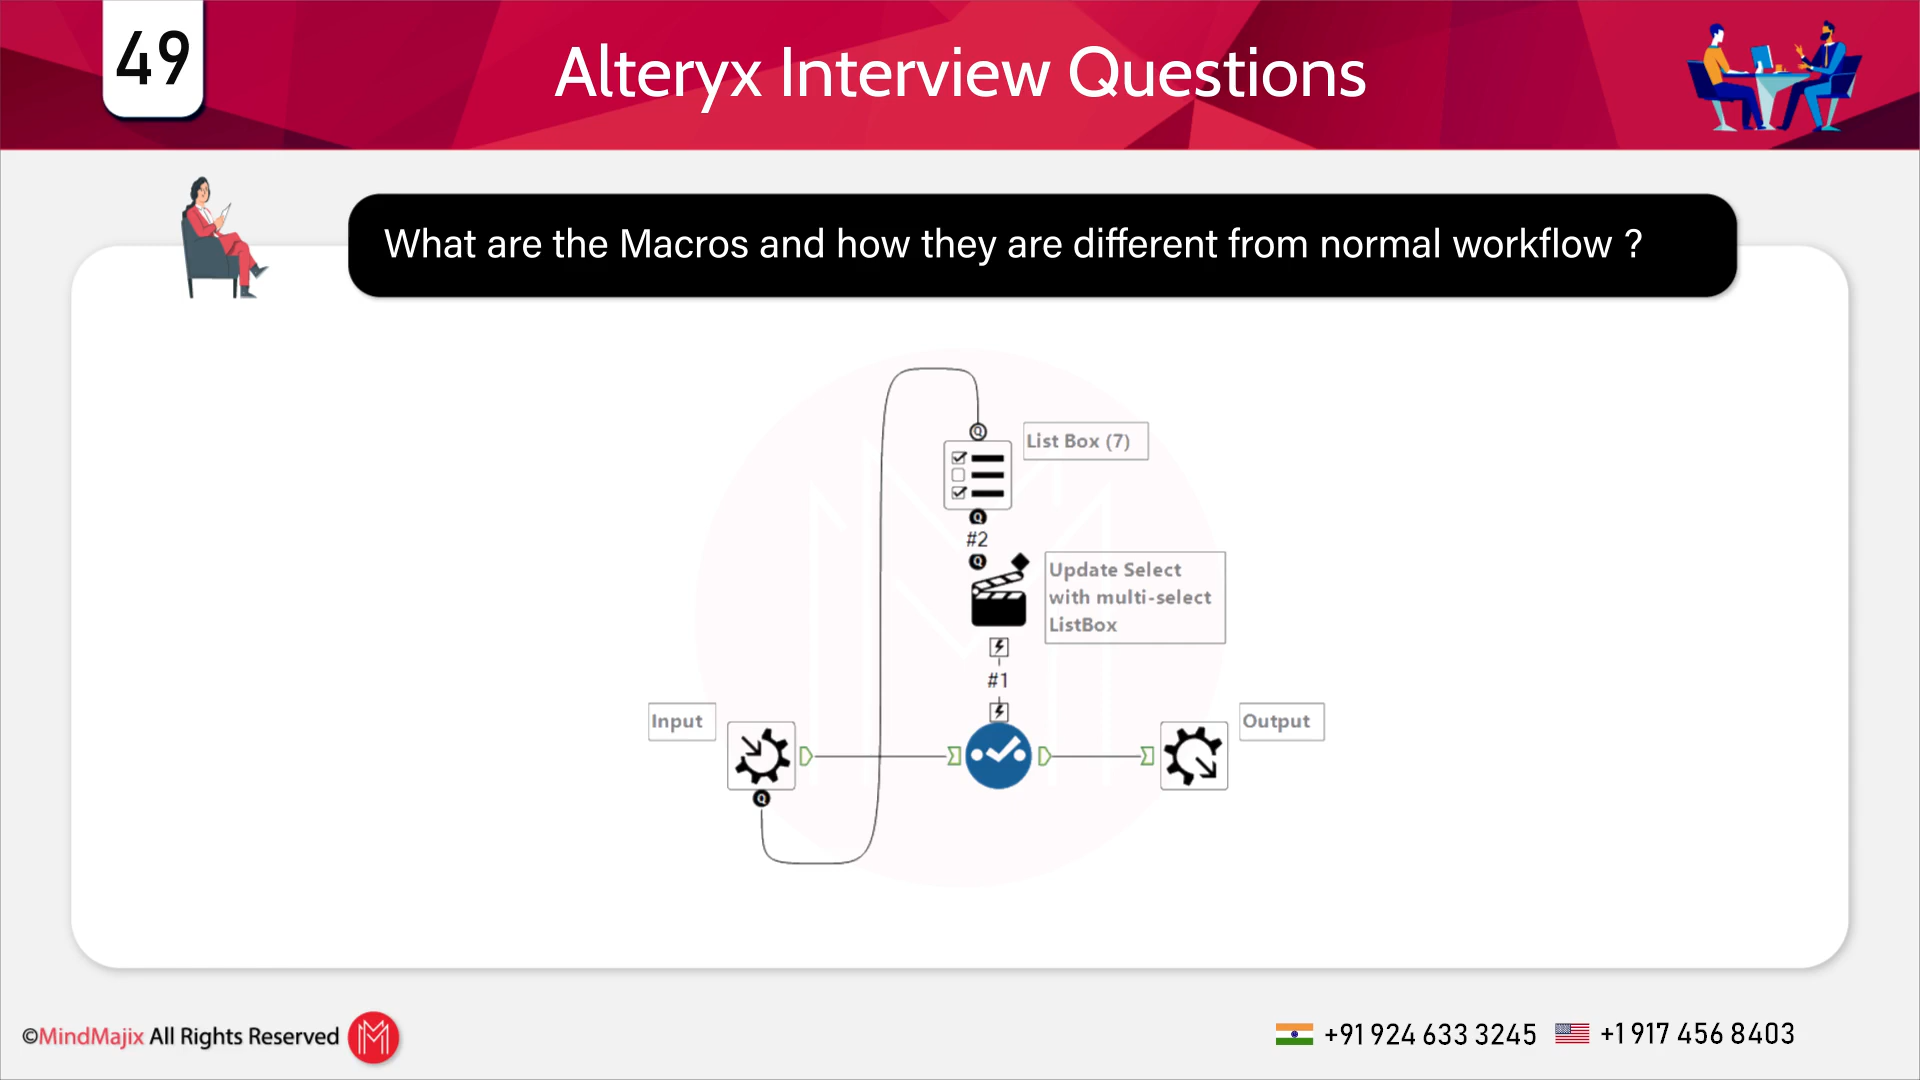 49
Alteryx Interview Questions
What are the Macros and how they are different from normal workflow ?
Q
List Box (7)
Q
#2
Q
Update Select
with multi-select
ListBox
#1
Input
Output
Q
©MindMajix All Rights Reserved
+91 924 633 3245
+1 917 456 8403